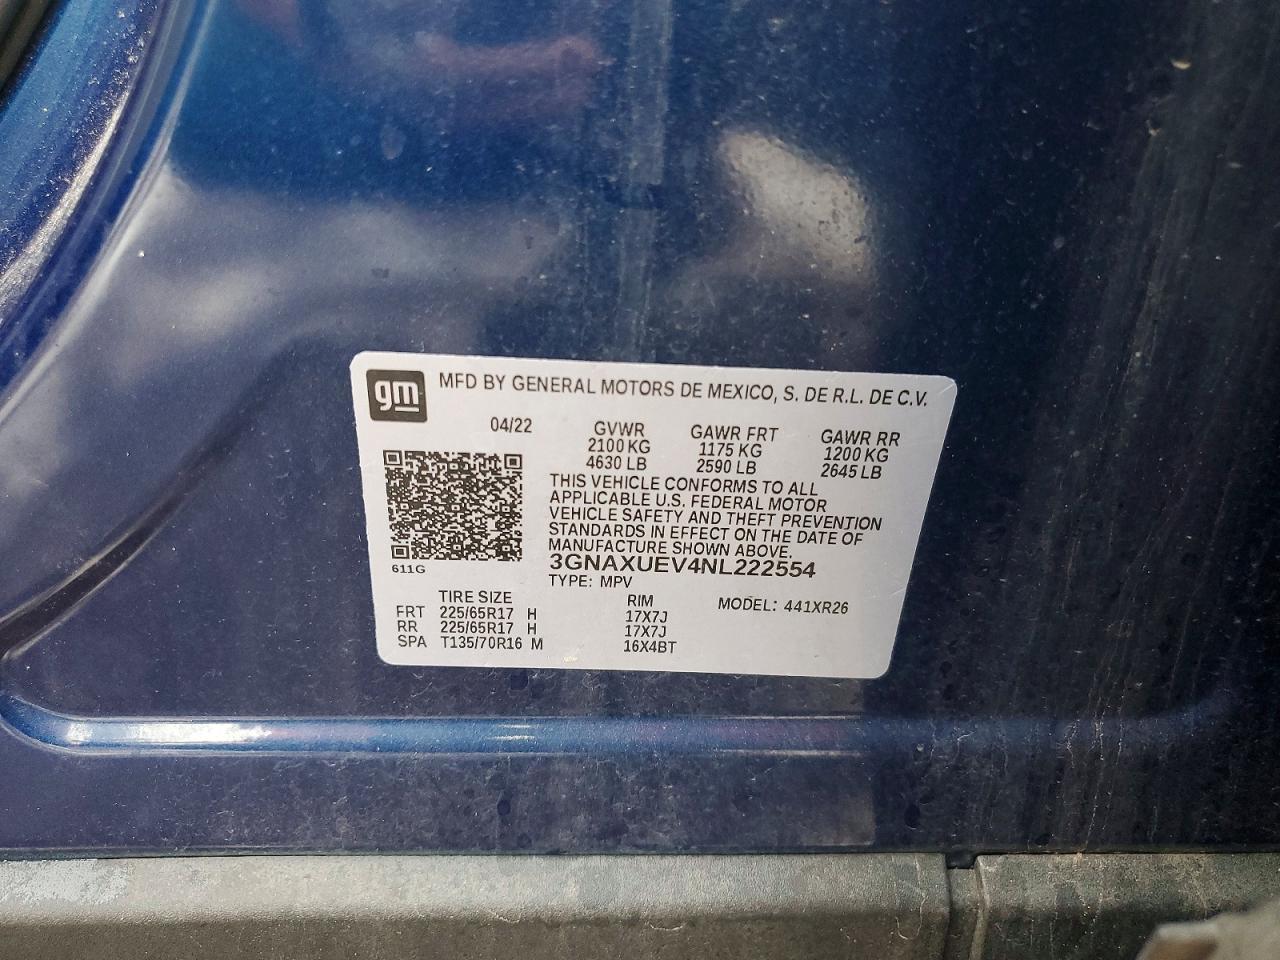 gm MFD BY GENERAL MOTORS DE MEXICO, S. DE R.L. DE C.V.
04/22 GVWR GAWR FRT GAWR RR
2100 KG 1175 KG 1200 KG
4630 LB 2590 LB 2645 LB
THIS VEHICLE CONFORMS TO ALL
APPLICABLE U.S. FEDERAL MOTOR
VEHICLE SAFETY AND THEFT PREVENTION
STANDARDS IN EFFECT ON THE DATE OF
MANUFACTURE SHOWN ABOVE.
611G 3GNAXUEV4NL222554
TYPE: MPV
TIRE SIZE RIM MODEL: 441XR26
FRT 225/65R17 H 17X7J
RR 225/65R17 H 17X7J
SPA T135/70R16 M 16X4BT